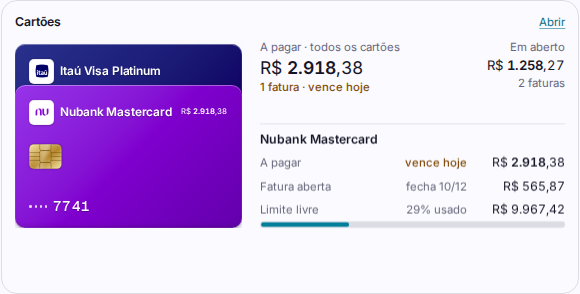 Cartões
Abrir
itaú
Itaú Visa Platinum
nu
Nubank Mastercard
R$ 2.918,38
•••• 7741
A pagar · todos os cartões
R$ 2.918,38
1 fatura · vence hoje
Em aberto
R$ 1.258,27
2 faturas
Nubank Mastercard
A pagar vence hoje R$ 2.918,38
Fatura aberta fecha 10/12 R$ 565,87
Limite livre 29% usado R$ 9.967,42